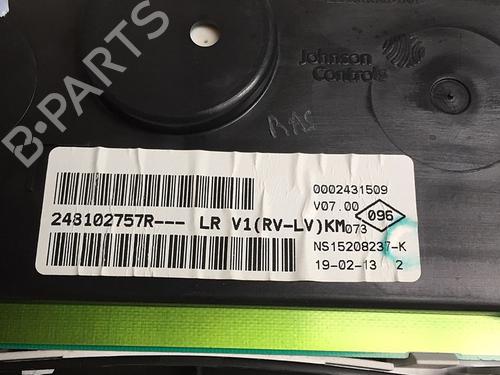 Johnson
Controls
B-PARTS
RAS
0002431509
V07.00
096
248102757R--- LR V1(RV-LV)KM
073
NS15208237-K
19-02-13 2